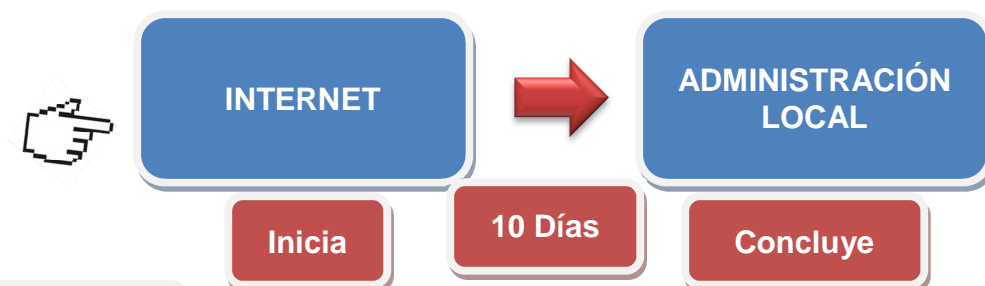 INTERNET
ADMINISTRACIÓN
LOCAL
Inicia
10 Días
Concluye